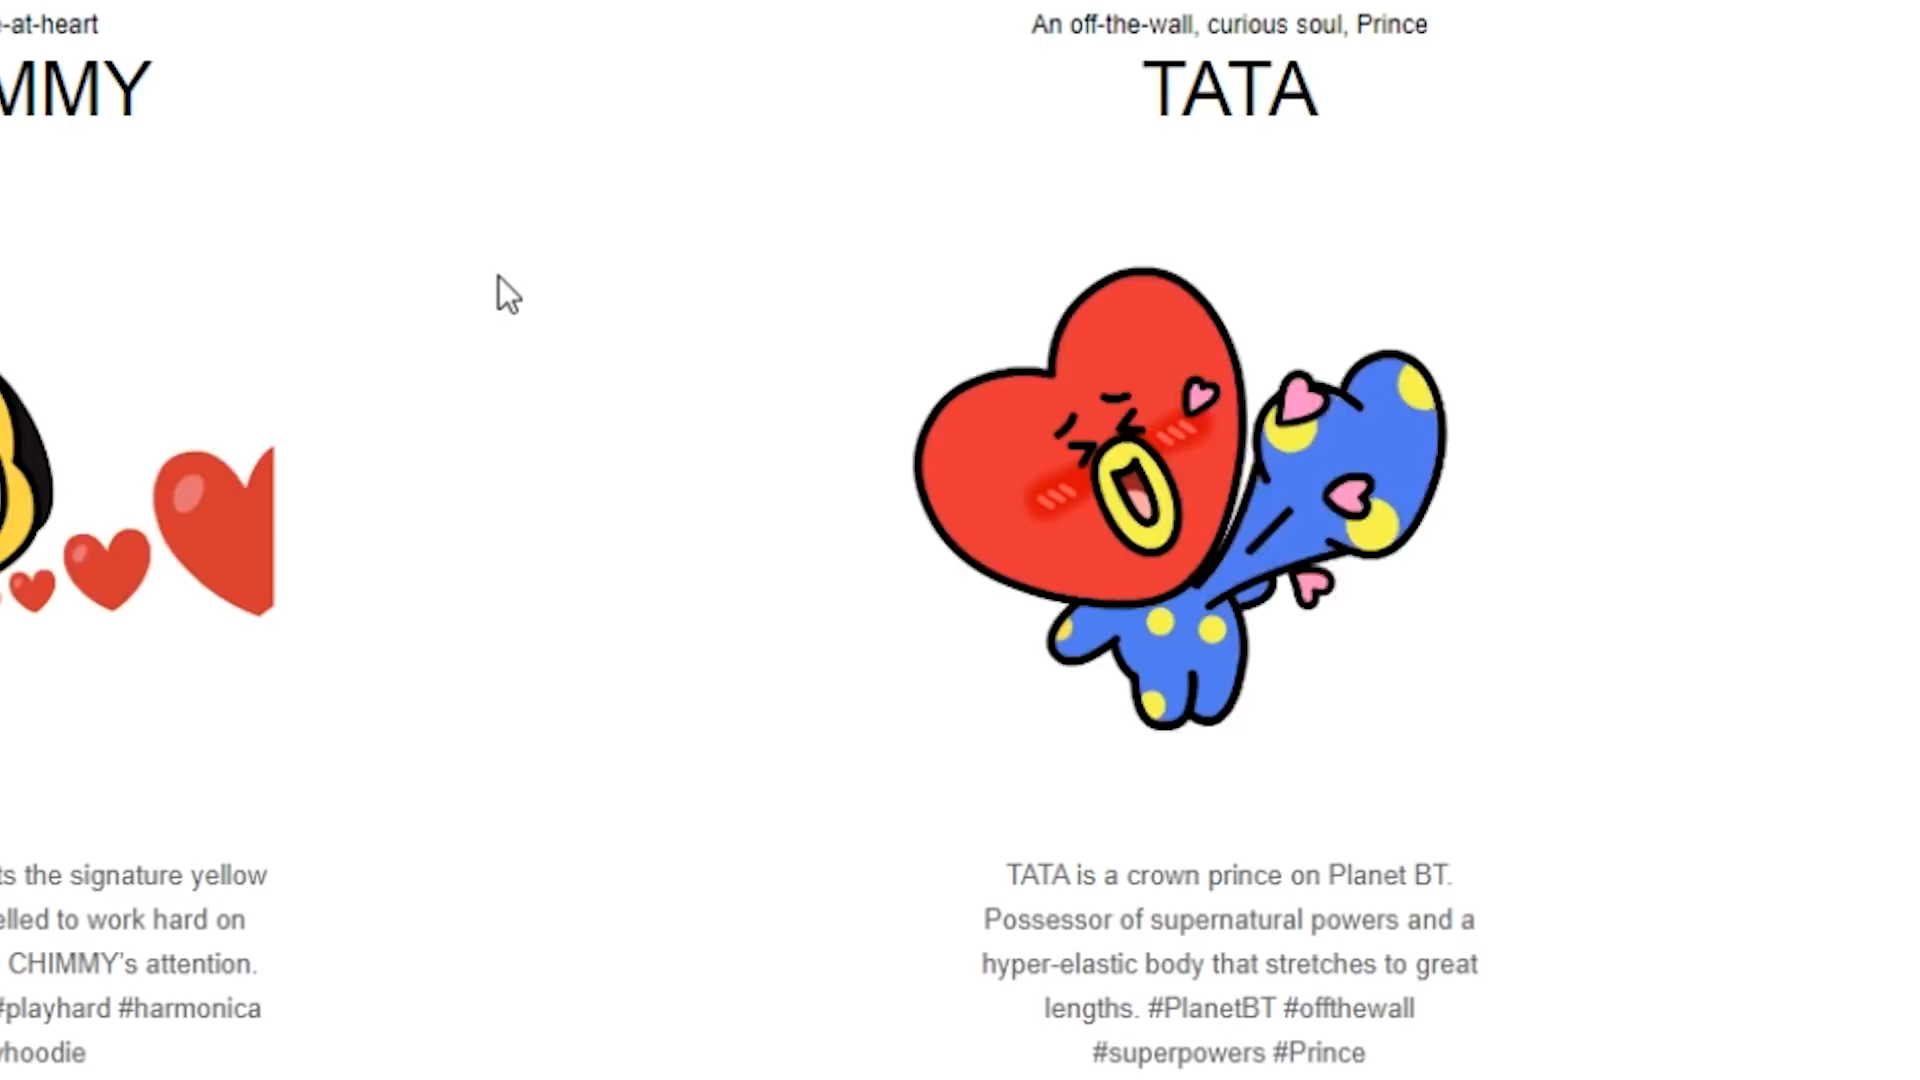 -at-heart
MMY
ts the signature yellow
elled to work hard on
CHIMMY's attention.
#playhard #harmonica
hoodie
An off-the-wall, curious soul, Prince
TATA
TATA is a crown prince on Planet BT.
Possessor of supernatural powers and a
hyper-elastic body that stretches to great
lengths. #PlanetBT #offthewall
#superpowers #Prince